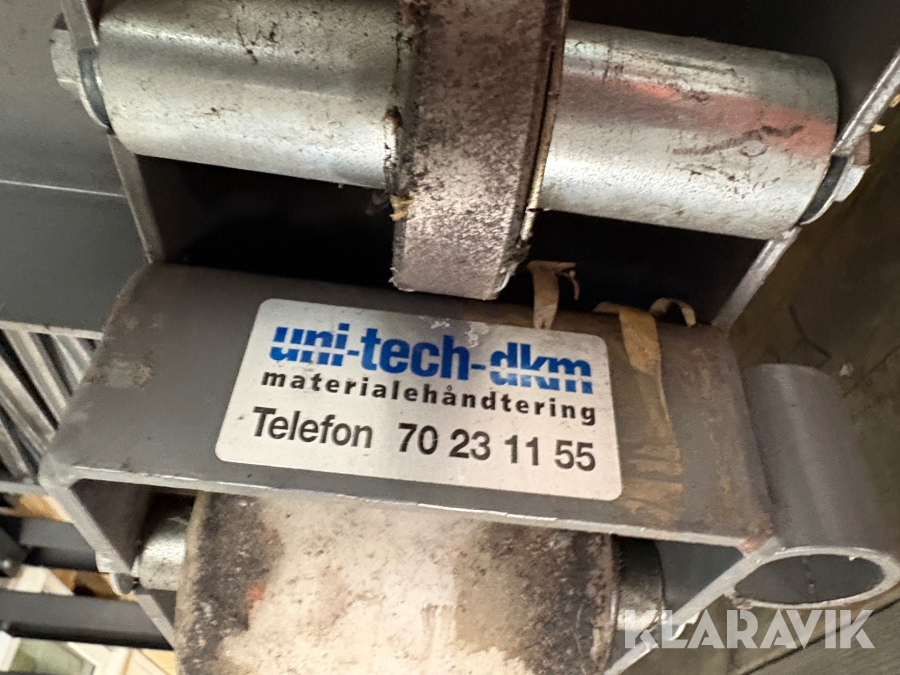 uni-tech-dkm
materialehåndtering
Telefon 70 23 11 55
KLARAVIK